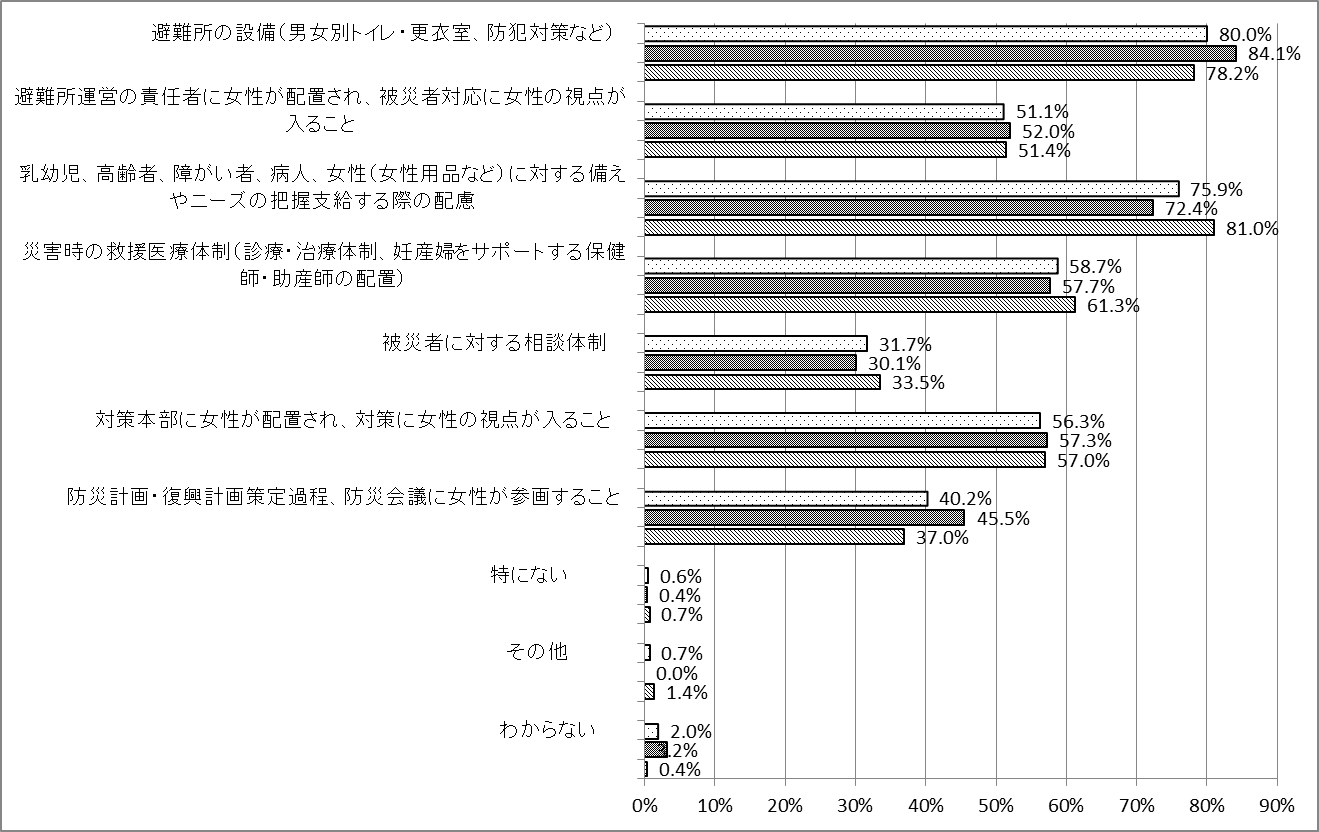 避難所の設備（男女別トイレ・更衣室、防犯対策など）
80.0%
84.1%
78.2%
避難所運営の責任者に女性が配置され、被災者対応に女性の視点が
入ること
51.1%
52.0%
51.4%
乳幼児、高齢者、障がい者、病人、女性（女性用品など）に対する備え
やニーズの把握支給する際の配慮
75.9%
72.4%
81.0%
災害時の救援医療体制（診療・治療体制、妊産婦をサポートする保健
師・助産師の配置）
58.7%
57.7%
61.3%
被災者に対する相談体制
31.7%
30.1%
33.5%
対策本部に女性が配置され、対策に女性の視点が入ること
56.3%
57.3%
57.0%
防災計画・復興計画策定過程、防災会議に女性が参画すること
40.2%
45.5%
37.0%
特にない
0.6%
0.4%
0.7%
その他
0.7%
0.0%
1.4%
わからない
2.0%
.2%
0.4%
0% 10% 20% 30% 40% 50% 60% 70% 80% 90%